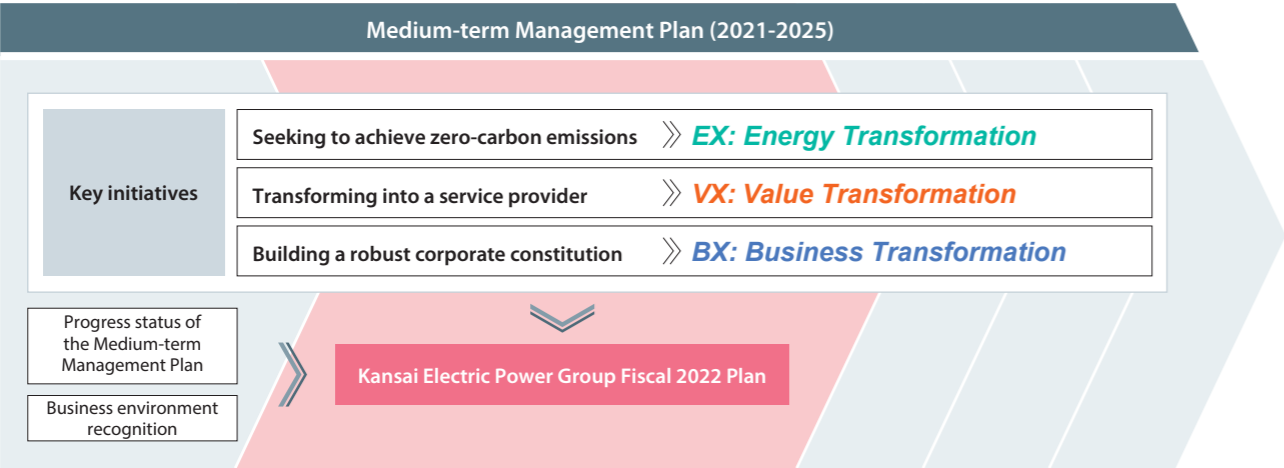 Medium-term Management Plan (2021-2025)
Key initiatives
Seeking to achieve zero-carbon emissions
EX: Energy Transformation
Transforming into a service provider
VX: Value Transformation
Building a robust corporate constitution
BX: Business Transformation
Progress status of
the Medium-term
Management Plan
Business environment
recognition
Kansai Electric Power Group Fiscal 2022 Plan